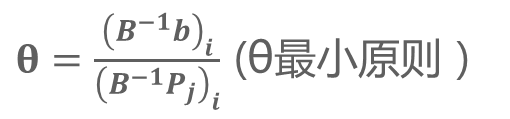 θ = (B⁻¹b)ᵢ / (B⁻¹Pⱼ)ᵢ (θ最小原则 )